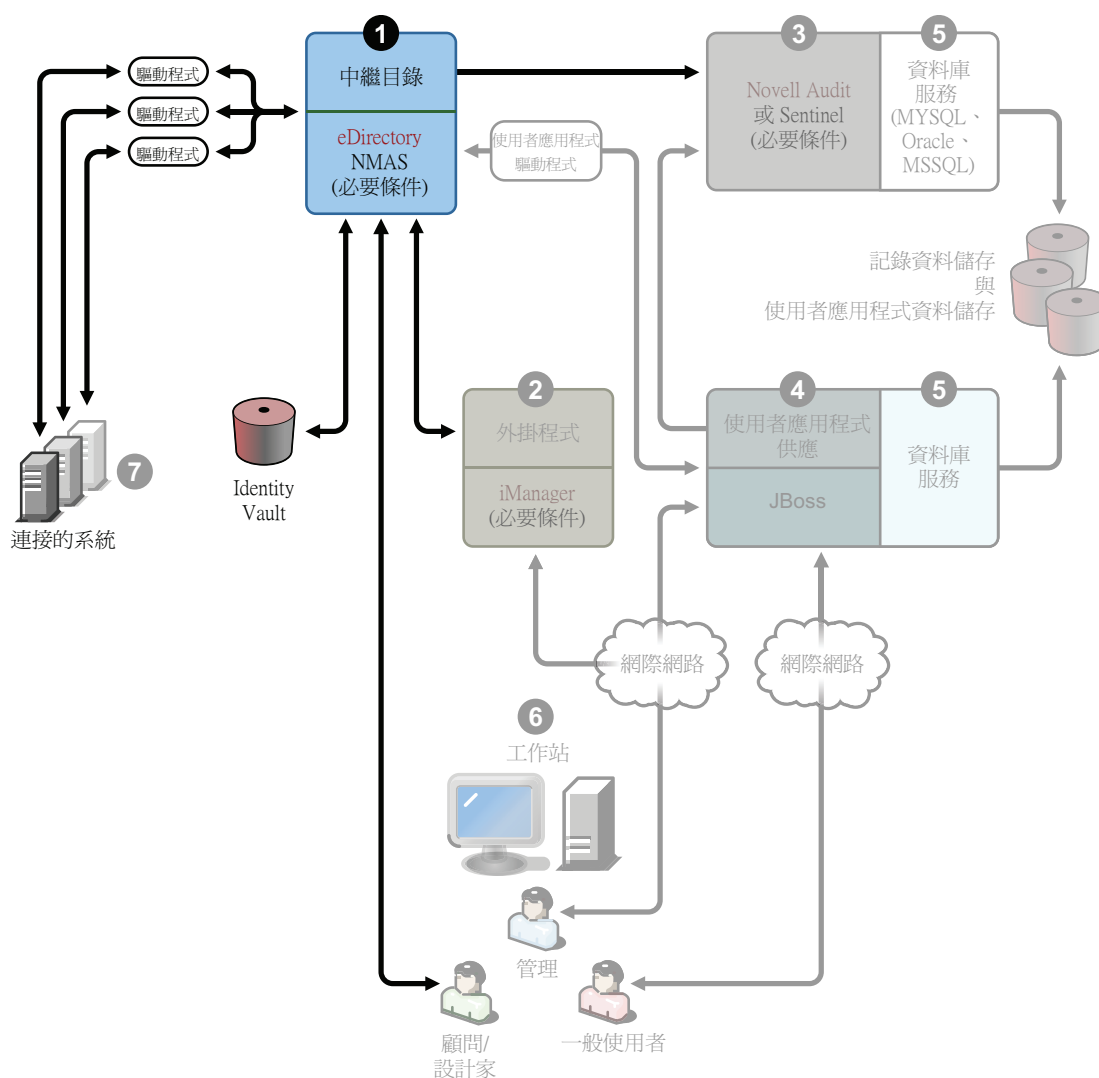 1
3
5
驅動程式
驅動程式
驅動程式
中繼目錄
eDirectory
NMAS
(必要條件)
使用者應用程式
驅動程式
Novell Audit
或 Sentinel
(必要條件)
資料庫
服務
(MYSQL、
Oracle、
MSSQL)
記錄資料儲存
與
使用者應用程式資料儲存
2
4
5
外掛程式
iManager
(必要條件)
使用者應用程式
供應
JBoss
資料庫
服務
7
連接的系統
Identity
Vault
網際網路
網際網路
6
工作站
管理
顧問/
設計家
一般使用者